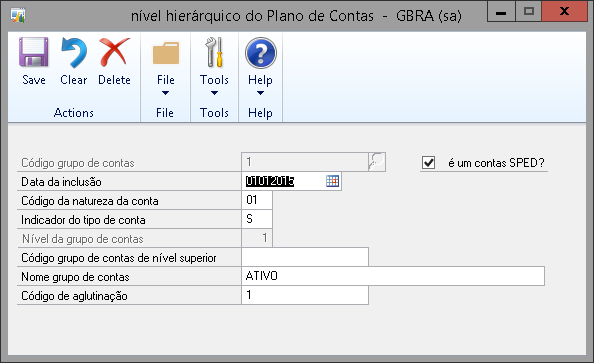 nível hierárquico do Plano de Contas - GBRA (sa)
Save Clear Delete File Tools Help
Actions File Tools Help
Código grupo de contas 1 é um contas SPED?
Data da inclusão 01012015
Código da natureza da conta 01
Indicador do tipo de conta S
Nível da grupo de contas 1
Código grupo de contas de nível superior
Nome grupo de contas ATIVO
Código de aglutinação 1